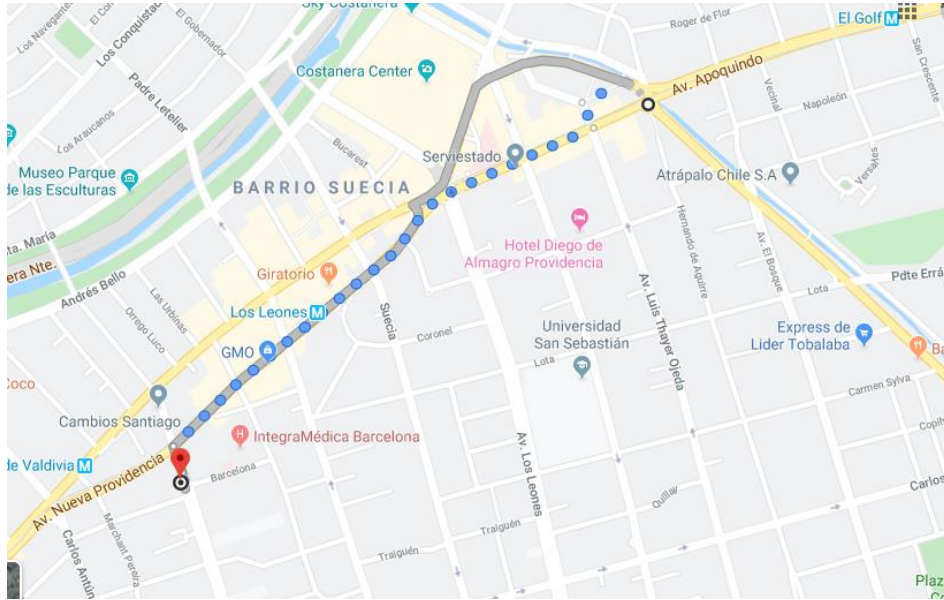 Sky Costanera
Roger de Flor
El Golf M
Los Navegantes
El Gobernador
Los Conquista
Av. Apoquindo
San Crescente
Costanera Center
Padre Letelier
Vecinal
Napoleón
Los Araucanos
Bucarest
Serviestado
Museo Parque
de las Esculturas
BARRIO SUECIA
Atrápalo Chile S.A
Versalles
Hernando de Aguirre
ta. María
Hotel Diego de
Almagro Providencia
Av. El Bosque
era Nte.
Giratorio
Pdte Errá
Andrés Bello
Las Urbinas
Av. Luis Thayer Ojeda
Lota
Los Leones M
Suecia
Orrego Luco
Coronel
Universidad
San Sebastián
Express de
Lider Tobalaba
GMO
Lota
Ba
Coco
Carmen Sylva
Cambios Santiago
IntegraMédica Barcelona
Copih
Av. Los Leones
de Valdivia M
Barcelona
Av. Nueva Providencia
Quillay
Carlos
Marchant Pereira
Carlos Antún
Traiguén
Traiguén
Plaz